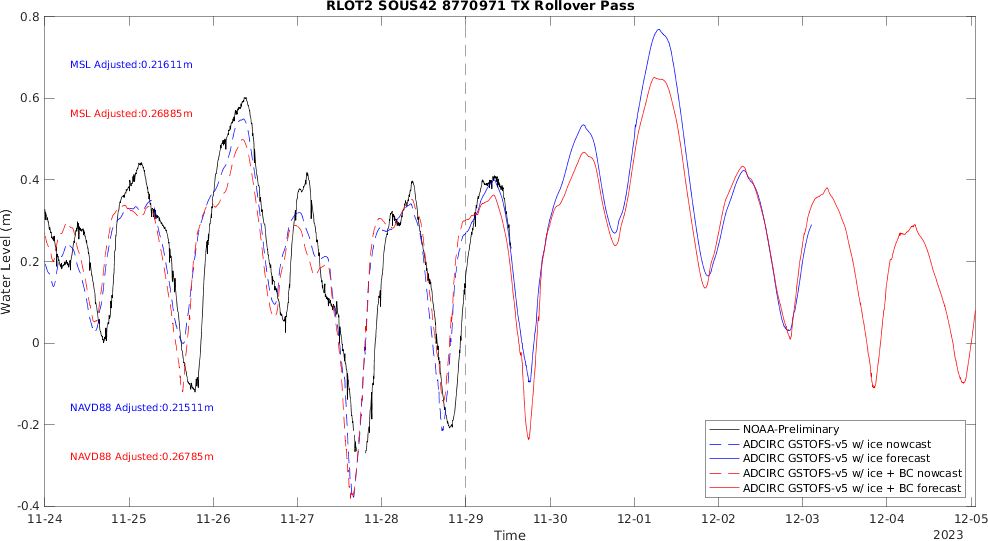 RLOT2 SOUS42 8770971 TX Rollover Pass
0.8
0.6
0.4
0.2
0
-0.2
-0.4
Water Level (m)
MSL Adjusted:0.21611m
MSL Adjusted:0.26885m
NAVD88 Adjusted:0.21511m
NAVD88 Adjusted:0.26785m
NOAA-Preliminary
ADCIRC GSTOFS-v5 w/ ice nowcast
ADCIRC GSTOFS-v5 w/ ice forecast
ADCIRC GSTOFS-v5 w/ ice + BC nowcast
ADCIRC GSTOFS-v5 w/ ice + BC forecast
11-24 11-25 11-26 11-27 11-28 11-29 11-30 12-01 12-02 12-03 12-04 12-05
Time
2023